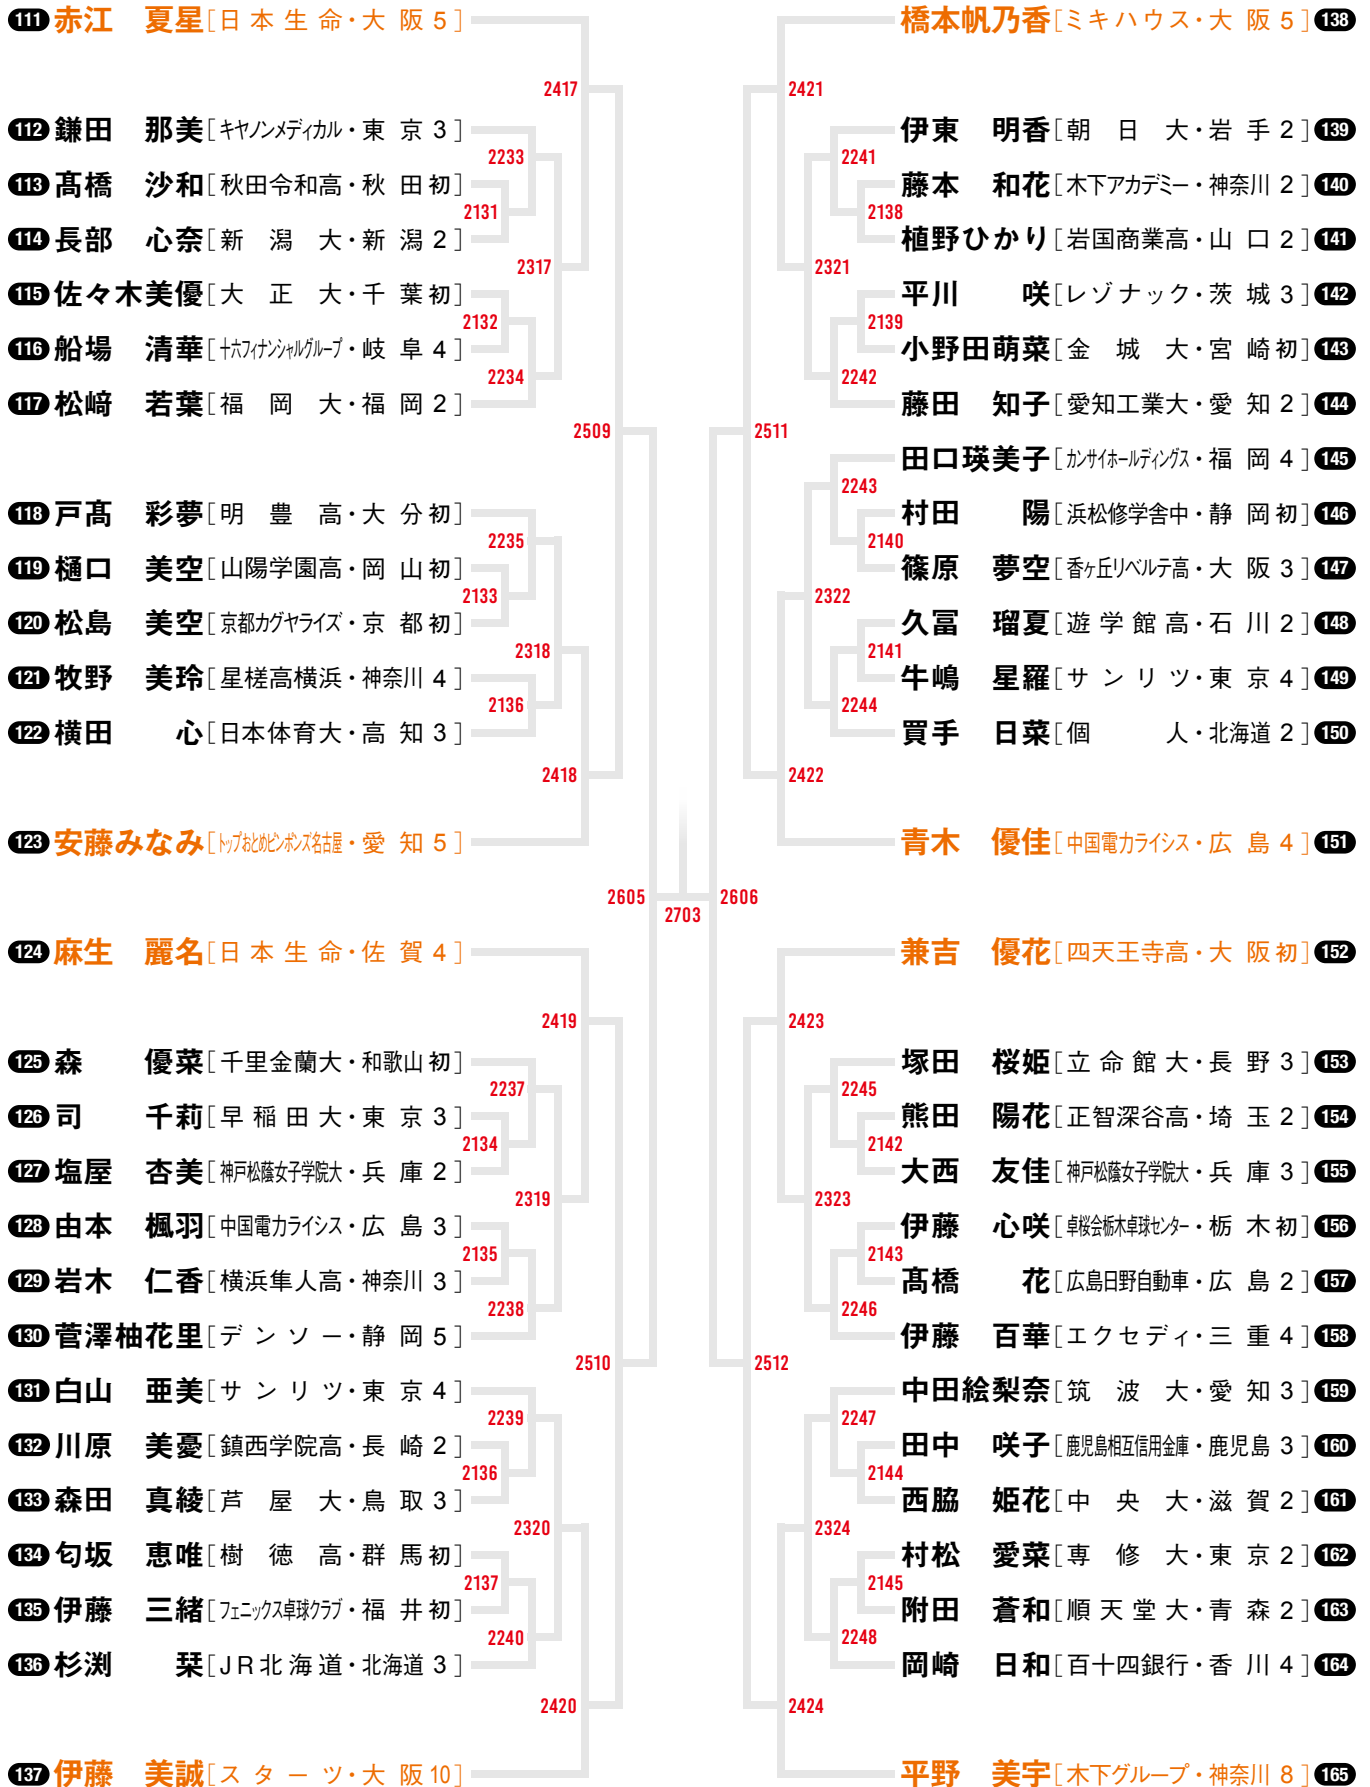 111 赤江 夏星［日本生命・大阪5］
2417
112 鎌田 那美［キヤノンメディカル・東京3］
2233
113 髙橋 沙和［秋田令和高・秋田初］
2131
114 長部 心奈［新潟大・新潟2］
2317
115 佐々木美優［大正大・千葉初］
2132
116 船場 清華［十六フィナンシャルグループ・岐阜4］
2234
117 松﨑 若葉［福岡大・福岡2］
2509
118 戸髙 彩夢［明豊高・大分初］
2235
119 樋口 美空［山陽学園高・岡山初］
2133
120 松島 美空［京都カグヤライズ・京都初］
2318
121 牧野 美玲［星槎高横浜・神奈川4］
2136
122 横田 心［日本体育大・高知3］
2418
123 安藤みなみ［トップおとめピンポンズ名古屋・愛知5］
2605
2703
124 麻生 麗名［日本生命・佐賀4］
2419
125 森 優菜［千里金蘭大・和歌山初］
2237
126 司 千莉［早稲田大・東京3］
2134
127 塩屋 杏美［神戸松蔭女子学院大・兵庫2］
2319
128 由本 楓羽［中国電力ライシス・広島3］
2135
129 岩木 仁香［横浜隼人高・神奈川3］
2238
130 菅澤柚花里［デンソー・静岡5］
2510
131 白山 亜美［サンリツ・東京4］
2239
132 川原 美憂［鎮西学院高・長崎2］
2136
133 森田 真綾［芦屋大・鳥取3］
2320
134 匂坂 恵唯［樹徳高・群馬初］
2137
135 伊藤 三緒［フェニックス卓球クラブ・福井初］
2240
136 杉渕 栞［JR北海道・北海道3］
2420
137 伊藤 美誠［スターツ・大阪10］
橋本帆乃香［ミキハウス・大阪5］138
2421
伊東 明香［朝日大・岩手2］139
2241
藤本 和花［木下アカデミー・神奈川2］140
2138
植野ひかり［岩国商業高・山口2］141
2321
平川 咲［レゾナック・茨城3］142
2139
小野田萌菜［金城大・宮崎初］143
2242
藤田 知子［愛知工業大・愛知2］144
2511
田口瑛美子［カンサイホールディングス・福岡4］145
2243
村田 陽［浜松修学舎中・静岡初］146
2140
篠原 夢空［香ヶ丘リベルテ高・大阪3］147
2322
久冨 瑠夏［遊学館高・石川2］148
2141
牛嶋 星羅［サンリツ・東京4］149
2244
買手 日菜［個人・北海道2］150
2422
青木 優佳［中国電力ライシス・広島4］151
2606
兼吉 優花［四天王寺高・大阪初］152
2423
塚田 桜姫［立命館大・長野3］153
2245
熊田 陽花［正智深谷高・埼玉2］154
2142
大西 友佳［神戸松蔭女子学院大・兵庫3］155
2323
伊藤 心咲［卓桜会栃木卓球センター・栃木初］156
2143
髙橋 花［広島日野自動車・広島2］157
2246
伊藤 百華［エクセディ・三重4］158
2512
中田絵梨奈［筑波大・愛知3］159
2247
田中 咲子［鹿児島相互信用金庫・鹿児島3］160
2144
西脇 姫花［中央大・滋賀2］161
2324
村松 愛菜［専修大・東京2］162
2145
附田 蒼和［順天堂大・青森2］163
2248
岡崎 日和［百十四銀行・香川4］164
2424
平野 美宇［木下グループ・神奈川8］165